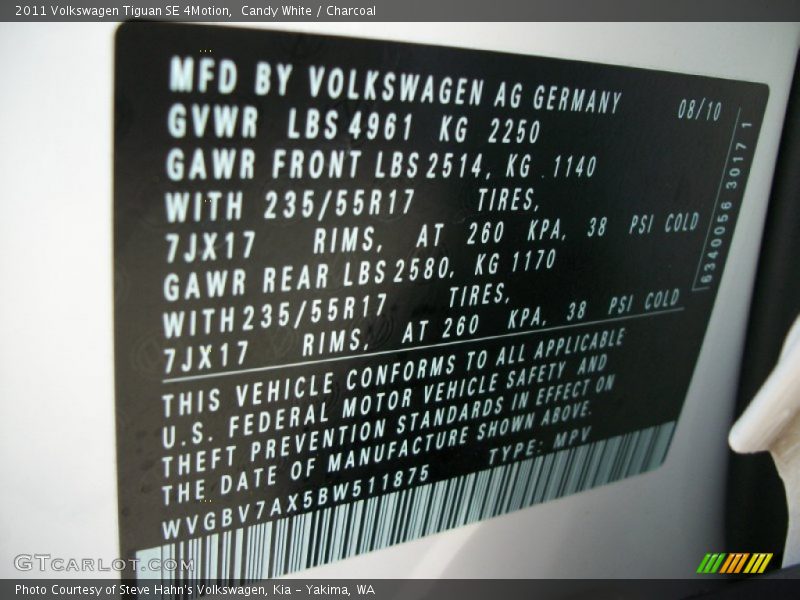 2011 Volkswagen Tiguan SE 4Motion,  Candy White / Charcoal
MFD BY VOLKSWAGEN AG GERMANY 08/10
GVWR LBS 4961 KG 2250
GAWR FRONT LBS 2514, KG 1140
WITH 235/55R17 TIRES,
7JX17 RIMS, AT 260 KPA, 38 PSI COLD
GAWR REAR LBS 2580, KG 1170
WITH 235/55R17 TIRES,
7JX17 RIMS, AT 260 KPA, 38 PSI COLD
8340056 3017 1
THIS VEHICLE CONFORMS TO ALL APPLICABLE
U.S. FEDERAL MOTOR VEHICLE SAFETY AND
THEFT PREVENTION STANDARDS IN EFFECT ON
THE DATE OF MANUFACTURE SHOWN ABOVE.
WVGBV7AX5BW511875 TYPE: MPV
GTcarlot.com
Photo Courtesy of Steve Hahn's Volkswagen, Kia - Yakima, WA